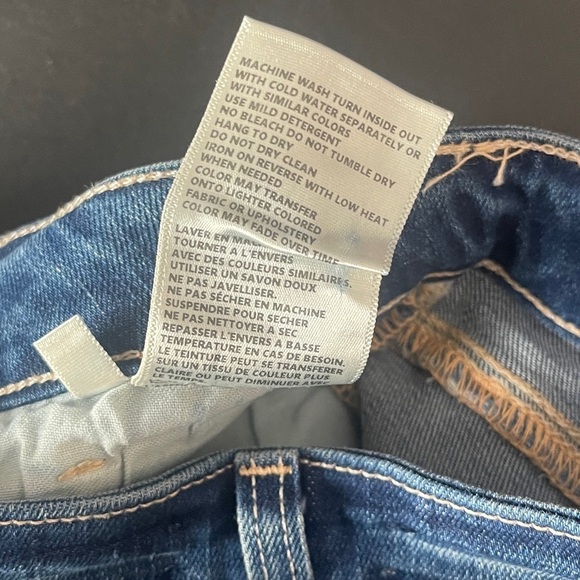 MACHINE WASH TURN INSIDE OUT
WITH COLD WATER SEPARATELY OR
WITH SIMILAR COLORS
USE MILD DETERGENT
NO BLEACH DO NOT TUMBLE DRY
HANG TO DRY
DO NOT DRY CLEAN
IRON ON REVERSE WITH LOW HEAT
WHEN NEEDED
COLOR MAY TRANSFER
ONTO LIGHTER COLORED
FABRIC OR UPHOLSTERY
COLOR MAY FADE OVER TIME
LAVER EN
TOURNER À L'ENVERS
AVEC DES COULEURS SIMILAIRES.
UTILISER UN SAVON DOUX
NE PAS JAVELLISER.
NE PAS SÉCHER EN MACHINE
SUSPENDRE POUR SECHER
NE PAS NETTOYER A SEC
REPASSER L'ENVERS A BASSE
TEMPERATURE EN CAS DE BESOIN.
LE TEINTURE PEUT SE TRANSFERER
SUR UN TISSU DE COULEUR PLUS
CLAIRE OU PEUT DIMINUER AVEC
LE TEMPS